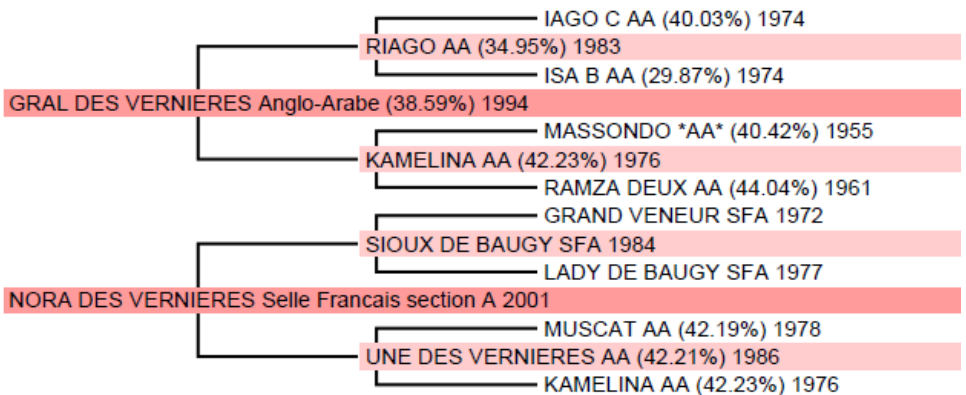 IAGO C AA (40.03%) 1974
RIAGO AA (34.95%) 1983
ISA B AA (29.87%) 1974
GRAL DES VERNIERES Anglo-Arabe (38.59%) 1994
MASSONDO *AA* (40.42%) 1955
KAMELINA AA (42.23%) 1976
RAMZA DEUX AA (44.04%) 1961
GRAND VENEUR SFA 1972
SIOUX DE BAUGY SFA 1984
LADY DE BAUGY SFA 1977
NORA DES VERNIERES Selle Francais section A 2001
MUSCAT AA (42.19%) 1978
UNE DES VERNIERES AA (42.21%) 1986
KAMELINA AA (42.23%) 1976